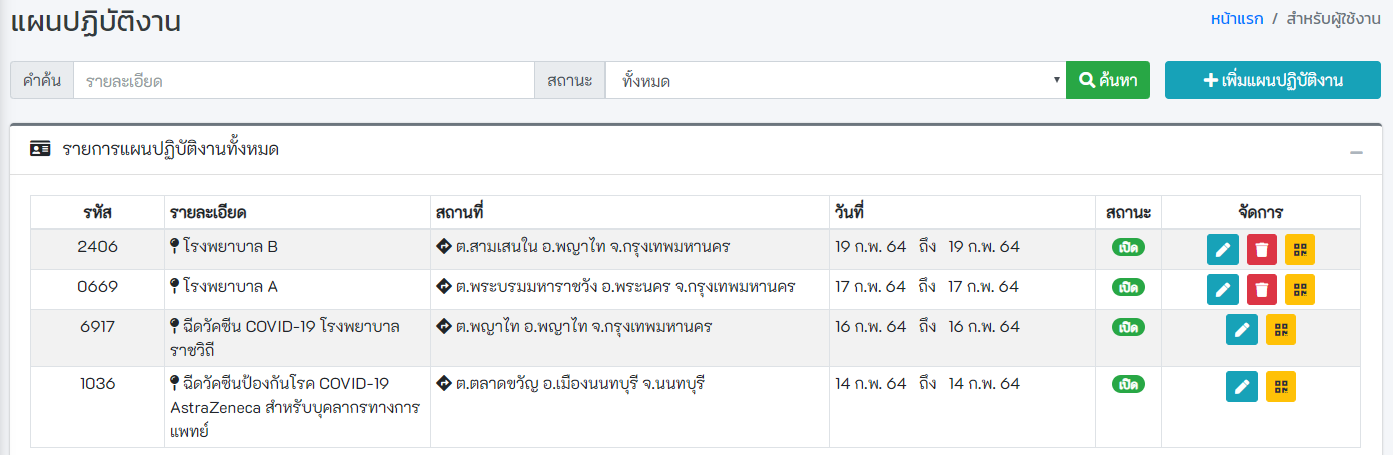 แผนปฏิบัติงาน
หน้าแรก / สำหรับผู้ใช้งาน
คำค้น รายละเอียด สถานะ ทั้งหมด ค้นหา เพิ่มแผนปฏิบัติงาน
รายการแผนปฏิบัติงานทั้งหมด
รหัส รายละเอียด สถานที่ วันที่ สถานะ จัดการ
2406 โรงพยาบาล B ต.สามเสนใน อ.พญาไท จ.กรุงเทพมหานคร 19 ก.พ. 64 ถึง 19 ก.พ. 64 เปิด
0669 โรงพยาบาล A ต.พระบรมมหาราชวัง อ.พระนคร จ.กรุงเทพมหานคร 17 ก.พ. 64 ถึง 17 ก.พ. 64 เปิด
6917 ฉีดวัคซีน COVID-19 โรงพยาบาล ต.พญาไท อ.พญาไท จ.กรุงเทพมหานคร 16 ก.พ. 64 ถึง 16 ก.พ. 64 เปิด
ราชวิถี
1036 ฉีดวัคซีนป้องกันโรค COVID-19 ต.ตลาดขวัญ อ.เมืองนนทบุรี จ.นนทบุรี 14 ก.พ. 64 ถึง 14 ก.พ. 64 เปิด
AstraZeneca สำหรับบุคลากรทางการ
แพทย์